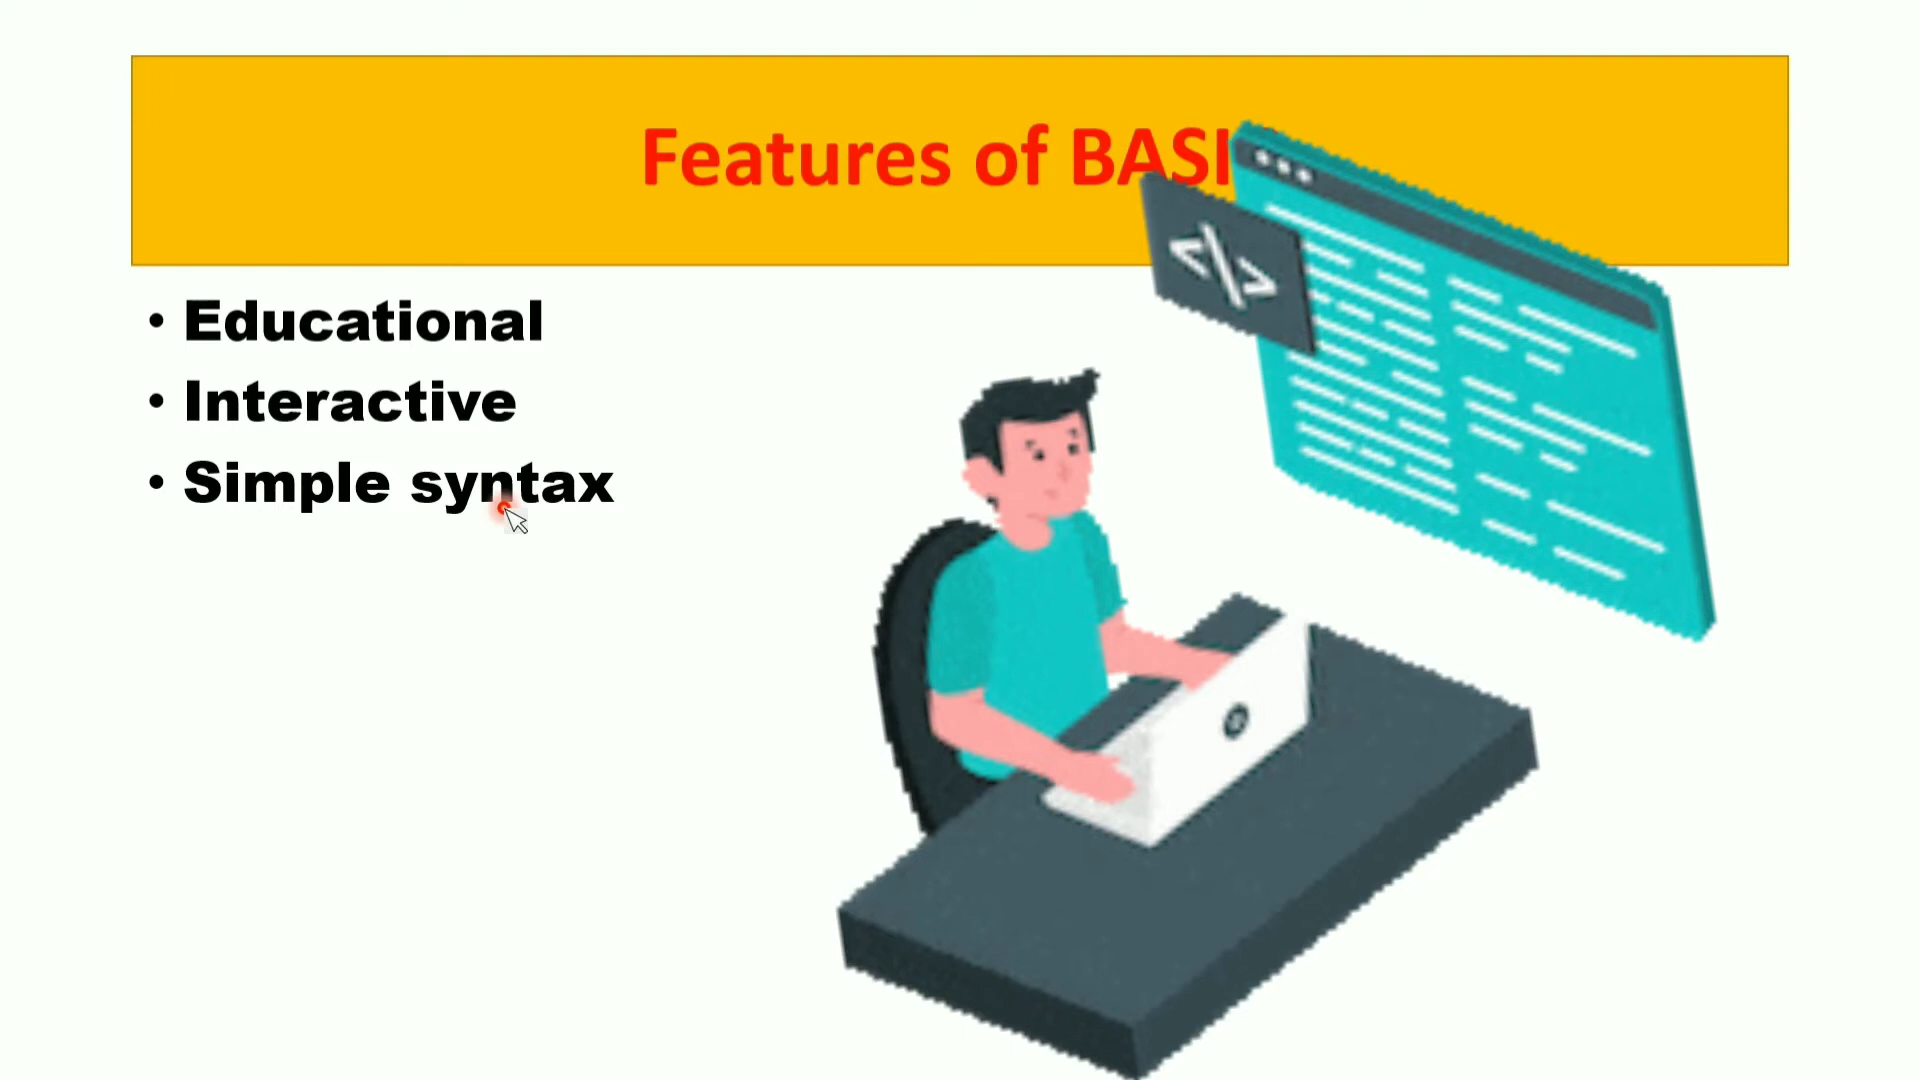 Features of BASI
</\>
• Educational
• Interactive
• Simple syntax